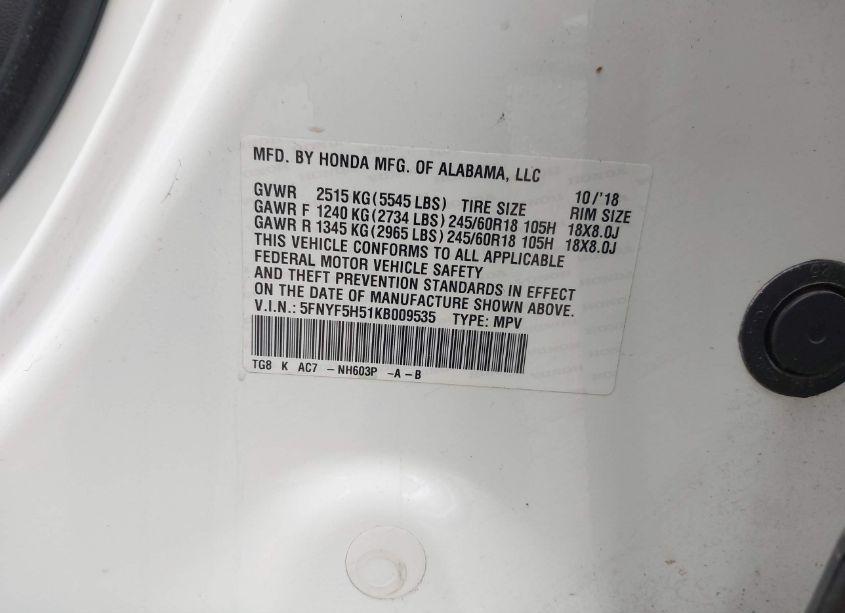 MFD. BY HONDA MFG. OF ALABAMA, LLC
10/'18
GVWR 2515 KG(5545 LBS) TIRE SIZE RIM SIZE
GAWR F 1240 KG(2734 LBS) 245/60R18 105H 18X8.0J
GAWR R 1345 KG(2965 LBS) 245/60R18 105H 18X8.0J
THIS VEHICLE CONFORMS TO ALL APPLICABLE
FEDERAL MOTOR VEHICLE SAFETY
AND THEFT PREVENTION STANDARDS IN EFFECT
ON THE DATE OF MANUFACTURE SHOWN ABOVE.
V.I.N.: 5FNYF5H51KB009535 TYPE: MPV
TG8 K AC7 -NH603P -A-B